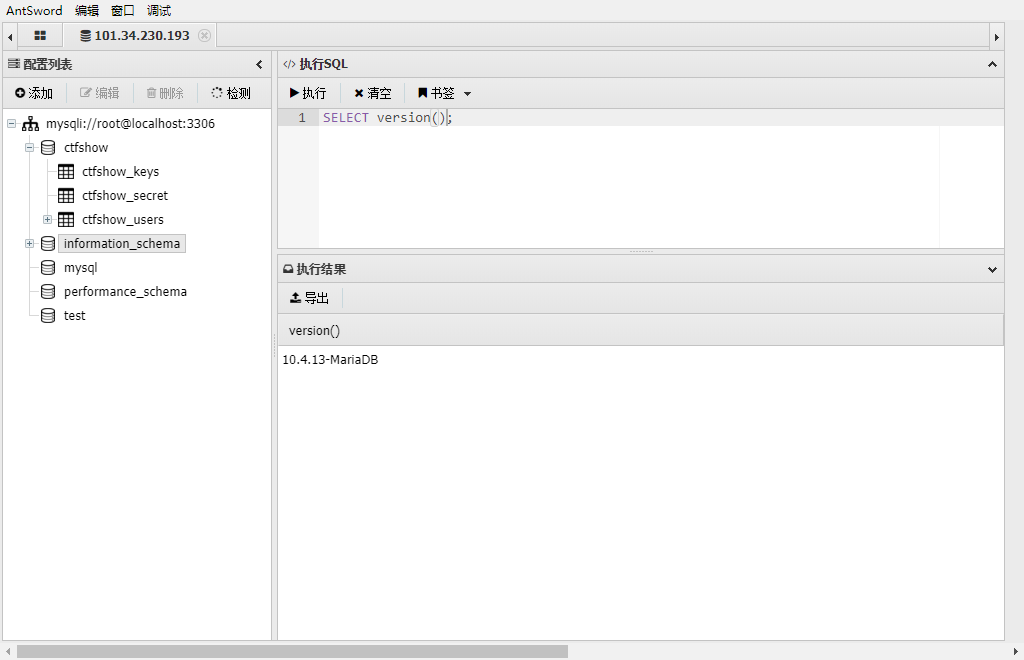 AntSword 编辑 窗口 调试
101.34.230.193
配置列表
添加 编辑 删除 检测
mysqli://root@localhost:3306
ctfshow
ctfshow_keys
ctfshow_secret
ctfshow_users
information_schema
mysql
performance_schema
test
</> 执行SQL
执行 清空 书签
1 SELECT version();
执行结果
导出
version()
10.4.13-MariaDB